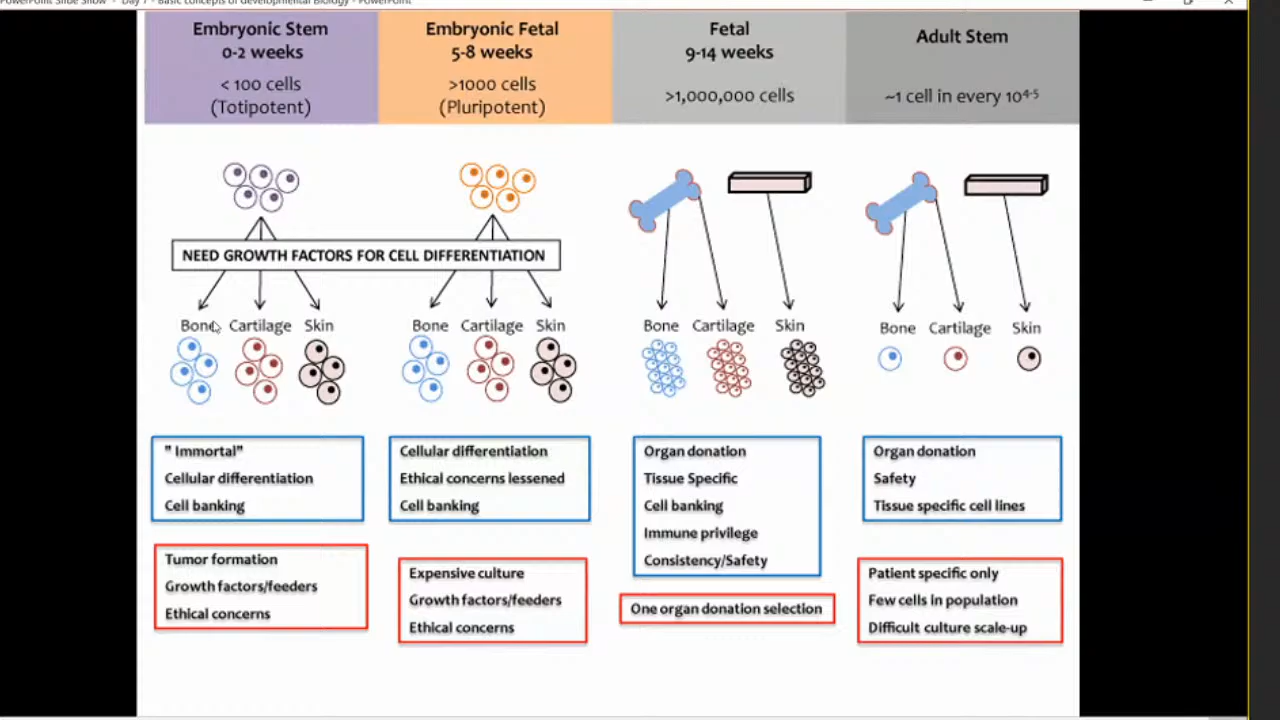 PowerPoint Slide Show - Day 7 - Basic concepts of developmental Biology - PowerPoint
Embryonic Stem
0-2 weeks
< 100 cells
(Totipotent)
Embryonic Fetal
5-8 weeks
>1000 cells
(Pluripotent)
Fetal
9-14 weeks
>1,000,000 cells
Adult Stem
~1 cell in every 10⁴⁻⁵
NEED GROWTH FACTORS FOR CELL DIFFERENTIATION
Bone Cartilage Skin
Bone Cartilage Skin
Bone Cartilage Skin
Bone Cartilage Skin
" Immortal"
Cellular differentiation
Cell banking
Cellular differentiation
Ethical concerns lessened
Cell banking
Organ donation
Tissue Specific
Cell banking
Immune privilege
Consistency/Safety
Organ donation
Safety
Tissue specific cell lines
Tumor formation
Growth factors/feeders
Ethical concerns
Expensive culture
Growth factors/feeders
Ethical concerns
One organ donation selection
Patient specific only
Few cells in population
Difficult culture scale-up